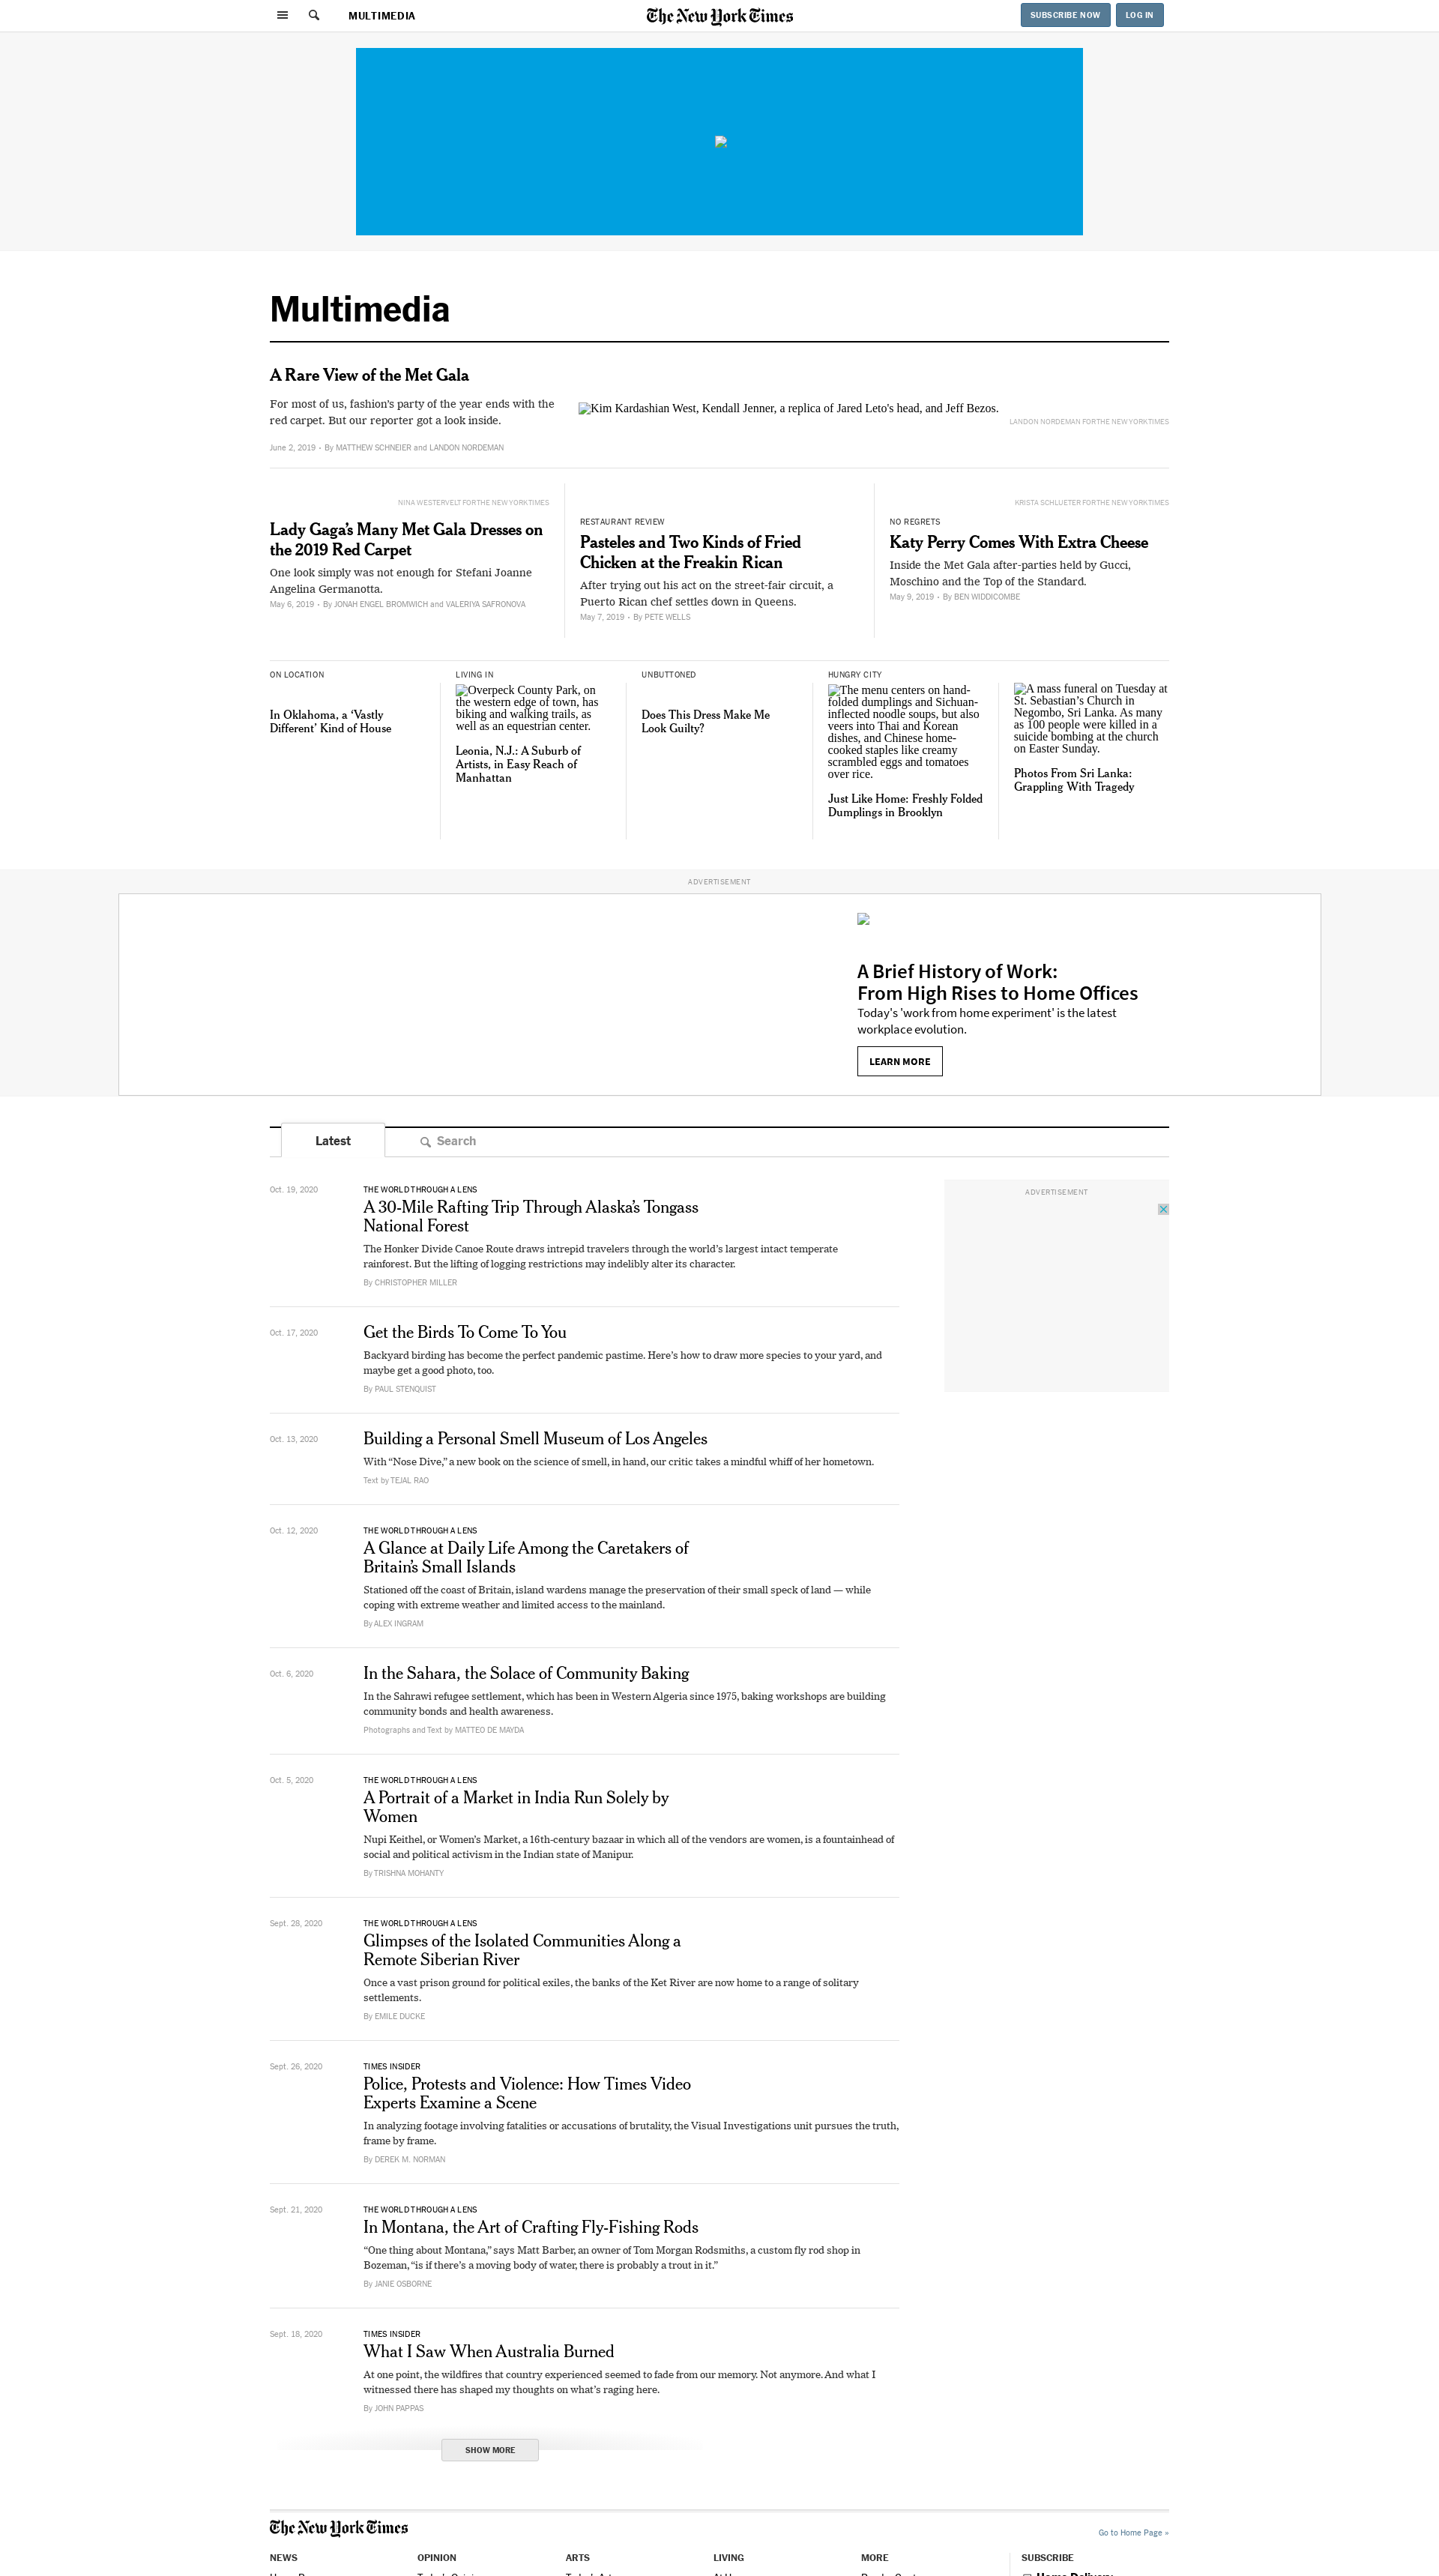 MULTIMEDIA
The New York Times
SUBSCRIBE NOW
LOG IN
Multimedia
A Rare View of the Met Gala
For most of us, fashion's party of the year ends with the
red carpet. But our reporter got a look inside.
June 2, 2019 • By MATTHEW SCHNEIER and LANDON NORDEMAN
Kim Kardashian West, Kendall Jenner, a replica of Jared Leto's head, and Jeff Bezos.
LANDON NORDEMAN FOR THE NEW YORK TIMES
NINA WESTERVELT FOR THE NEW YORK TIMES
Lady Gaga’s Many Met Gala Dresses on
the 2019 Red Carpet
One look simply was not enough for Stefani Joanne
Angelina Germanotta.
May 6, 2019 • By JONAH ENGEL BROMWICH and VALERIYA SAFRONOVA
RESTAURANT REVIEW
Pasteles and Two Kinds of Fried
Chicken at the Freakin Rican
After trying out his act on the street-fair circuit, a
Puerto Rican chef settles down in Queens.
May 7, 2019 • By PETE WELLS
KRISTA SCHLUETER FOR THE NEW YORK TIMES
NO REGRETS
Katy Perry Comes With Extra Cheese
Inside the Met Gala after-parties held by Gucci,
Moschino and the Top of the Standard.
May 9, 2019 • By BEN WIDDICOMBE
ON LOCATION
In Oklahoma, a ‘Vastly
Different’ Kind of House
LIVING IN
Overpeck County Park, on
the western edge of town, has
biking and walking trails, as
well as an equestrian center.
Leonia, N.J.: A Suburb of
Artists, in Easy Reach of
Manhattan
UNBUTTONED
Does This Dress Make Me
Look Guilty?
HUNGRY CITY
The menu centers on hand-
folded dumplings and Sichuan-
inflected noodle soups, but also
veers into Thai and Korean
dishes, and Chinese home-
cooked staples like creamy
scrambled eggs and tomatoes
over rice.
Just Like Home: Freshly Folded
Dumplings in Brooklyn
A mass funeral on Tuesday at
St. Sebastian’s Church in
Negombo, Sri Lanka. As many
as 100 people were killed in a
suicide bombing at the church
on Easter Sunday.
Photos From Sri Lanka:
Grappling With Tragedy
ADVERTISEMENT
A Brief History of Work:
From High Rises to Home Offices
Today's 'work from home experiment' is the latest
workplace evolution.
LEARN MORE
Latest
Search
ADVERTISEMENT
Oct. 19, 2020
THE WORLD THROUGH A LENS
A 30-Mile Rafting Trip Through Alaska’s Tongass
National Forest
The Honker Divide Canoe Route draws intrepid travelers through the world’s largest intact temperate
rainforest. But the lifting of logging restrictions may indelibly alter its character.
By CHRISTOPHER MILLER
Oct. 17, 2020
Get the Birds To Come To You
Backyard birding has become the perfect pandemic pastime. Here’s how to draw more species to your yard, and
maybe get a good photo, too.
By PAUL STENQUIST
Oct. 13, 2020
Building a Personal Smell Museum of Los Angeles
With “Nose Dive,” a new book on the science of smell, in hand, our critic takes a mindful whiff of her hometown.
Text by TEJAL RAO
Oct. 12, 2020
THE WORLD THROUGH A LENS
A Glance at Daily Life Among the Caretakers of
Britain’s Small Islands
Stationed off the coast of Britain, island wardens manage the preservation of their small speck of land — while
coping with extreme weather and limited access to the mainland.
By ALEX INGRAM
Oct. 6, 2020
In the Sahara, the Solace of Community Baking
In the Sahrawi refugee settlement, which has been in Western Algeria since 1975, baking workshops are building
community bonds and health awareness.
Photographs and Text by MATTEO DE MAYDA
Oct. 5, 2020
THE WORLD THROUGH A LENS
A Portrait of a Market in India Run Solely by
Women
Nupi Keithel, or Women’s Market, a 16th-century bazaar in which all of the vendors are women, is a fountainhead of
social and political activism in the Indian state of Manipur.
By TRISHNA MOHANTY
Sept. 28, 2020
THE WORLD THROUGH A LENS
Glimpses of the Isolated Communities Along a
Remote Siberian River
Once a vast prison ground for political exiles, the banks of the Ket River are now home to a range of solitary
settlements.
By EMILE DUCKE
Sept. 26, 2020
TIMES INSIDER
Police, Protests and Violence: How Times Video
Experts Examine a Scene
In analyzing footage involving fatalities or accusations of brutality, the Visual Investigations unit pursues the truth,
frame by frame.
By DEREK M. NORMAN
Sept. 21, 2020
THE WORLD THROUGH A LENS
In Montana, the Art of Crafting Fly-Fishing Rods
“One thing about Montana,” says Matt Barber, an owner of Tom Morgan Rodsmiths, a custom fly rod shop in
Bozeman, “is if there’s a moving body of water, there is probably a trout in it.”
By JANIE OSBORNE
Sept. 18, 2020
TIMES INSIDER
What I Saw When Australia Burned
At one point, the wildfires that country experienced seemed to fade from our memory. Not anymore. And what I
witnessed there has shaped my thoughts on what’s raging here.
By JOHN PAPPAS
SHOW MORE
The New York Times
Go to Home Page »
NEWS
OPINION
ARTS
LIVING
MORE
SUBSCRIBE